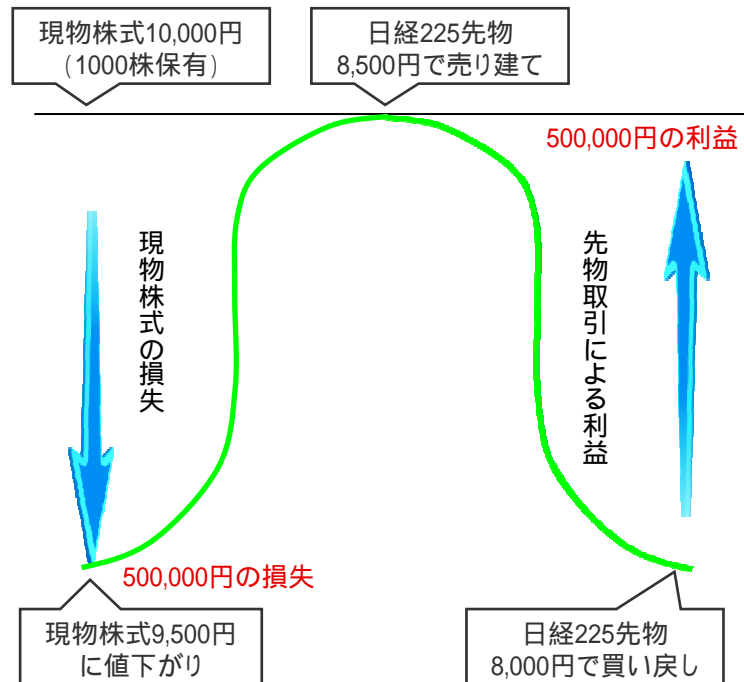 現物株式10,000円
(1000株保有)
日経225先物
8,500円で売り建て
500,000円の利益
現物株式の損失
先物取引による利益
500,000円の損失
現物株式9,500円
に値下がり
日経225先物
8,000円で買い戻し